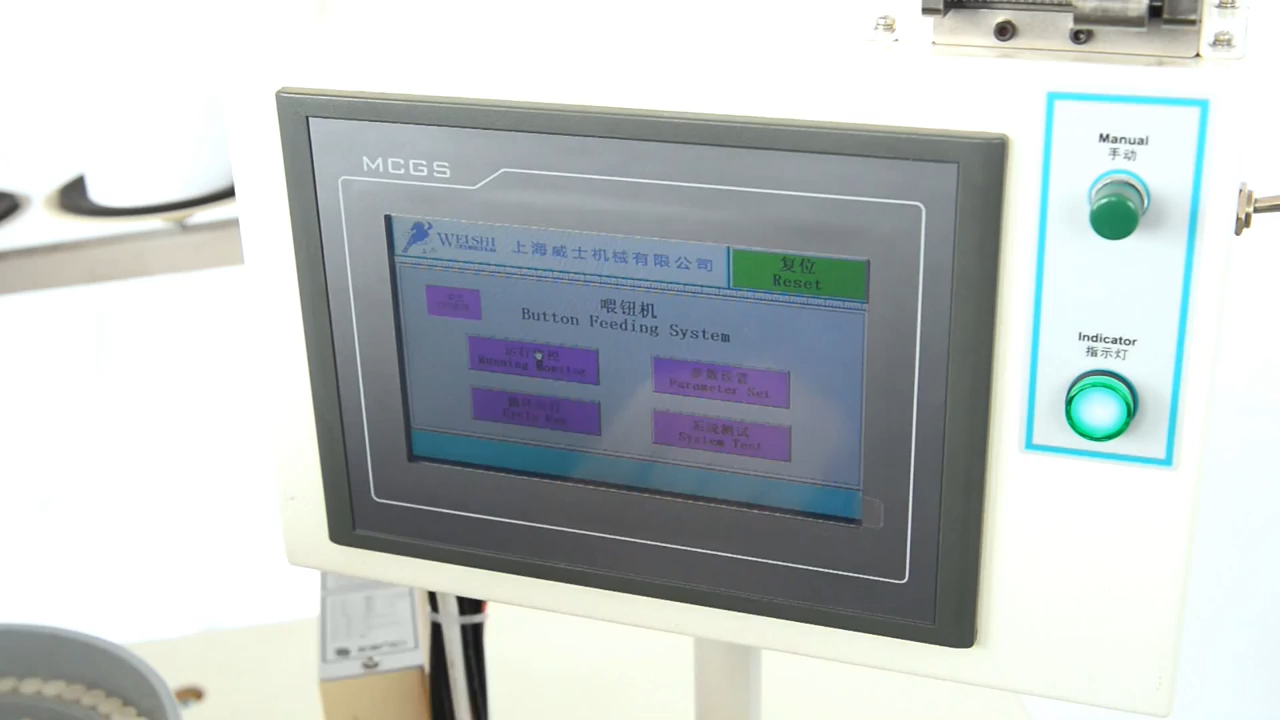 MCGS
WEISHI 上海威士机械有限公司
复位
Reset
喂钮机
Button Feeding System
运行监视
Running Monitor
参数设置
Parameter Set
循环运行
Cycle Run
系统测试
System Test
Manual
手动
Indicator
指示灯